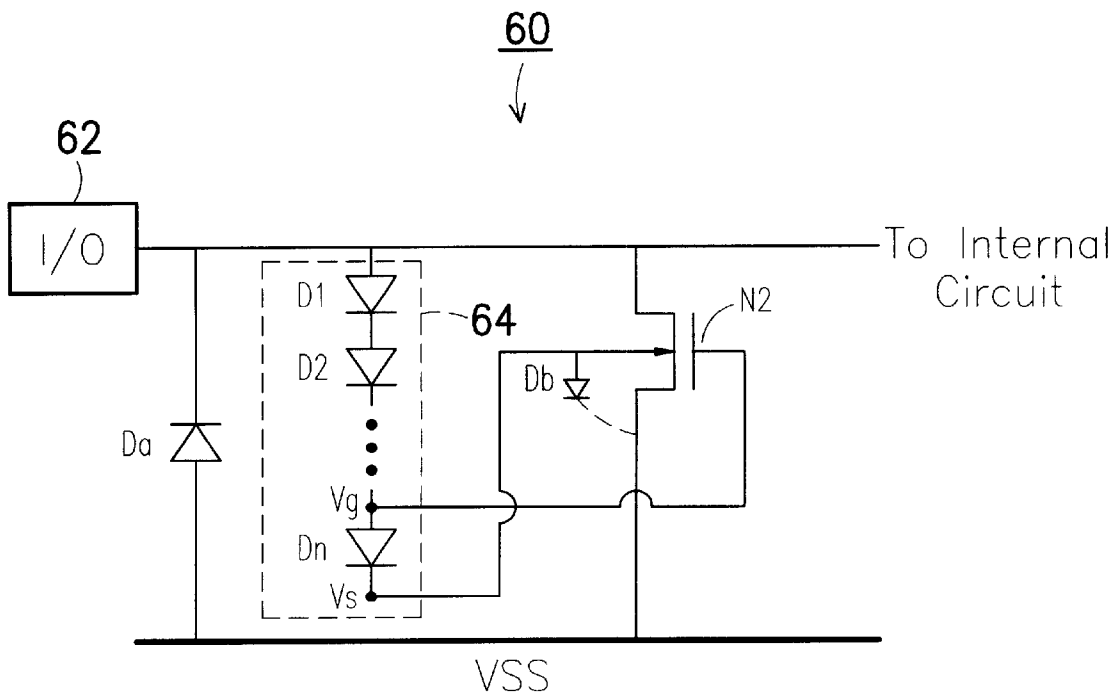 60
62
I/O
To Internal
Circuit
D1
64
N2
D2
Db
Da
Vg
Dn
Vs
VSS